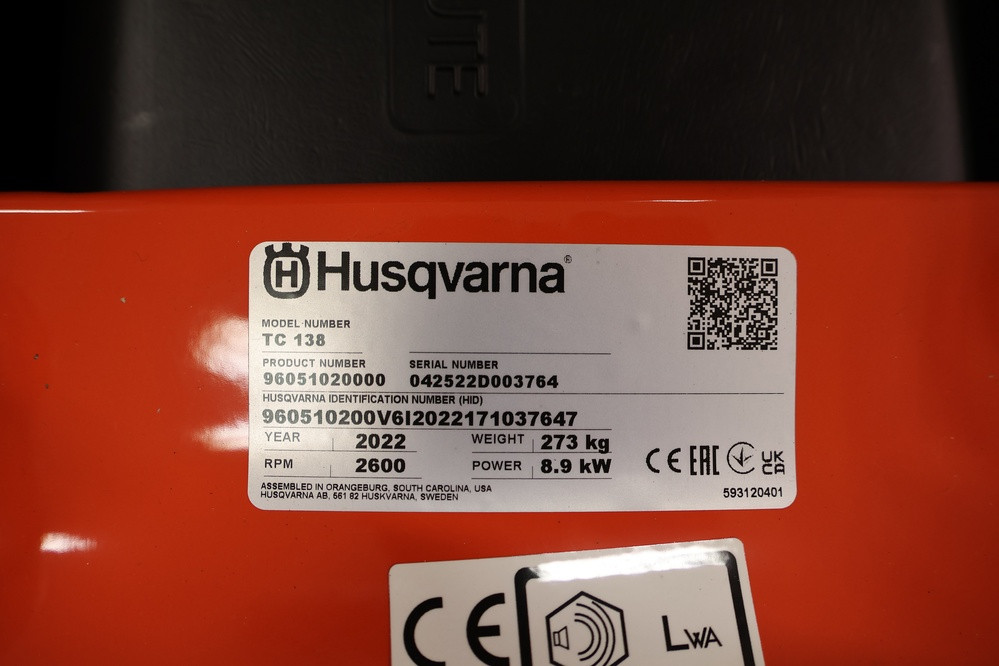 UTE
H Husqvarna®
MODEL NUMBER
TC 138
PRODUCT NUMBER SERIAL NUMBER
96051020000 042522D003764
HUSQVARNA IDENTIFICATION NUMBER (HID)
960510200V6I2022171037647
YEAR 2022 WEIGHT 273 kg
RPM 2600 POWER 8.9 kW
CE EAC UK CA
ASSEMBLED IN ORANGEBURG, SOUTH CAROLINA, USA
HUSQVARNA AB, 561 82 HUSKVARNA, SWEDEN
593120401
CE LWA